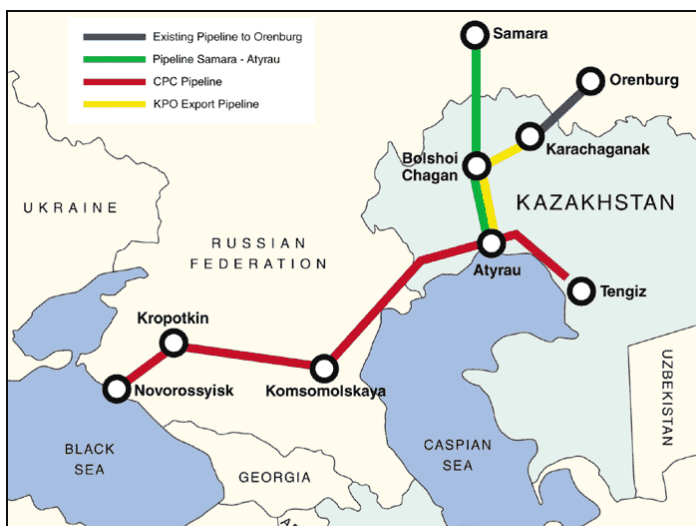 Existing Pipeline to Orenburg
Pipeline Samara - Atyrau
CPC Pipeline
KPO Export Pipeline
Samara
Orenburg
Karachaganak
Bolshoi
Chagan
KAZAKHSTAN
UKRAINE
RUSSIAN
FEDERATION
Atyrau
Tengiz
Kropotkin
Novorossyisk
Komsomolskaya
UZBEKISTAN
BLACK
SEA
CASPIAN
SEA
GEORGIA